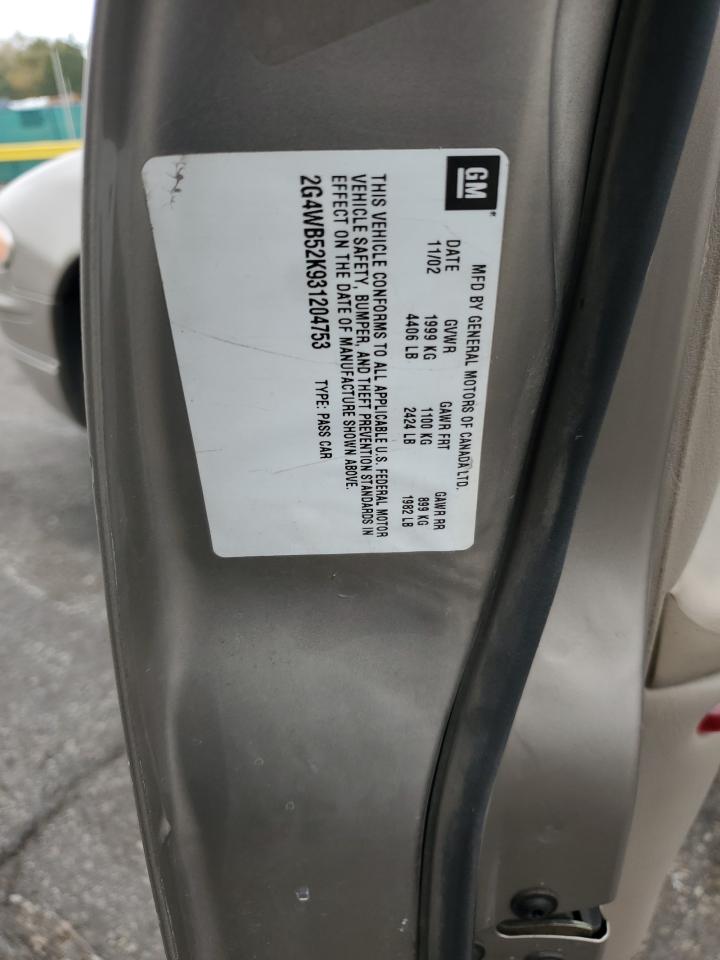 GM
MFD BY GENERAL MOTORS OF CANADA LTD.
DATE GVWR GAWR FRT GAWR RR
11/02 1999 KG 1100 KG 899 KG
4406 LB 2424 LB 1982 LB
THIS VEHICLE CONFORMS TO ALL APPLICABLE U.S. FEDERAL MOTOR
VEHICLE SAFETY, BUMPER, AND THEFT PREVENTION STANDARDS IN
EFFECT ON THE DATE OF MANUFACTURE SHOWN ABOVE.
2G4WB52K931204753 TYPE: PASS CAR